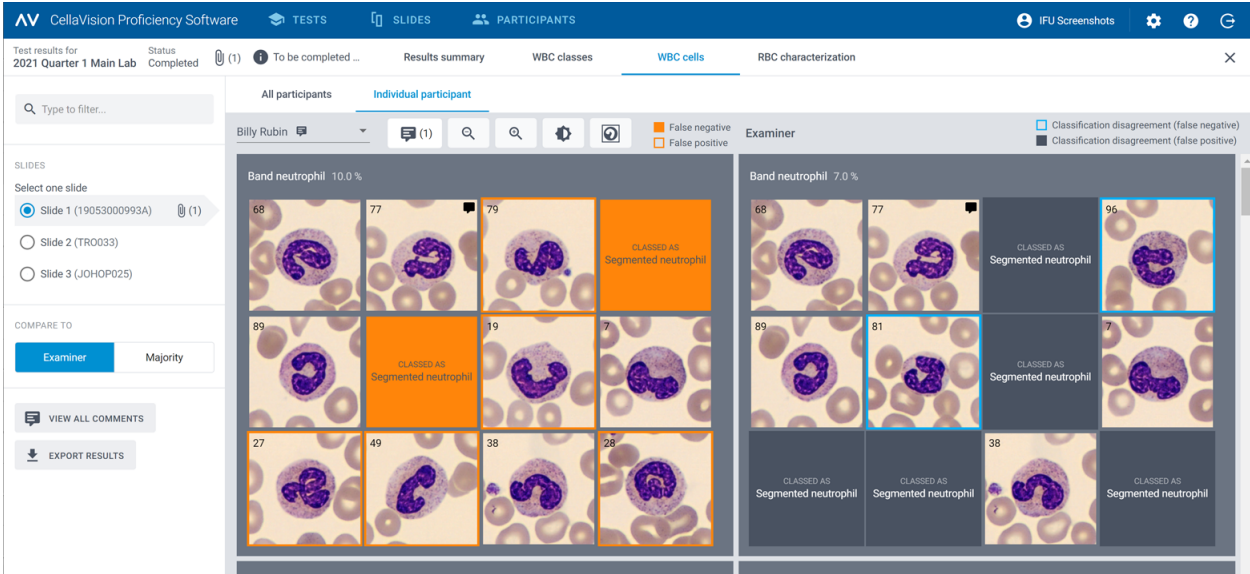 CellaVision Proficiency Software
TESTS
SLIDES
PARTICIPANTS
IFU Screenshots
Test results for
2021 Quarter 1 Main Lab
Status
Completed
(1)
To be completed ...
Results summary
WBC classes
WBC cells
RBC characterization
Type to filter...
All participants
Individual participant
Billy Rubin
(1)
False negative
False positive
Examiner
Classification disagreement (false negative)
Classification disagreement (false positive)
SLIDES
Select one slide
Slide 1 (19053000993A)
(1)
Slide 2 (TRO033)
Slide 3 (JOHOP025)
COMPARE TO
Examiner
Majority
VIEW ALL COMMENTS
EXPORT RESULTS
Band neutrophil 10.0 %
68
77
79
CLASSED AS
Segmented neutrophil
89
CLASSED AS
Segmented neutrophil
19
7
27
49
38
28
Band neutrophil 7.0 %
68
77
CLASSED AS
Segmented neutrophil
96
89
81
CLASSED AS
Segmented neutrophil
7
CLASSED AS
Segmented neutrophil
CLASSED AS
Segmented neutrophil
38
CLASSED AS
Segmented neutrophil